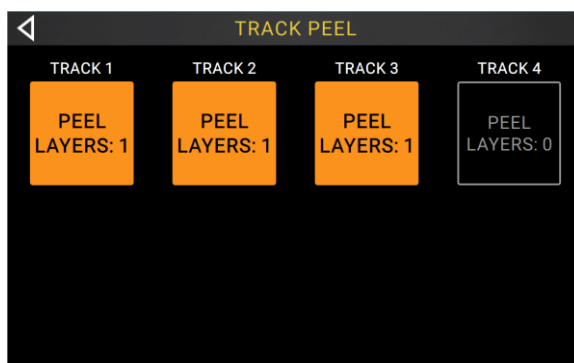 TRACK PEEL
TRACK 1
TRACK 2
TRACK 3
TRACK 4
PEEL
LAYERS: 1
PEEL
LAYERS: 1
PEEL
LAYERS: 1
PEEL
LAYERS: 0